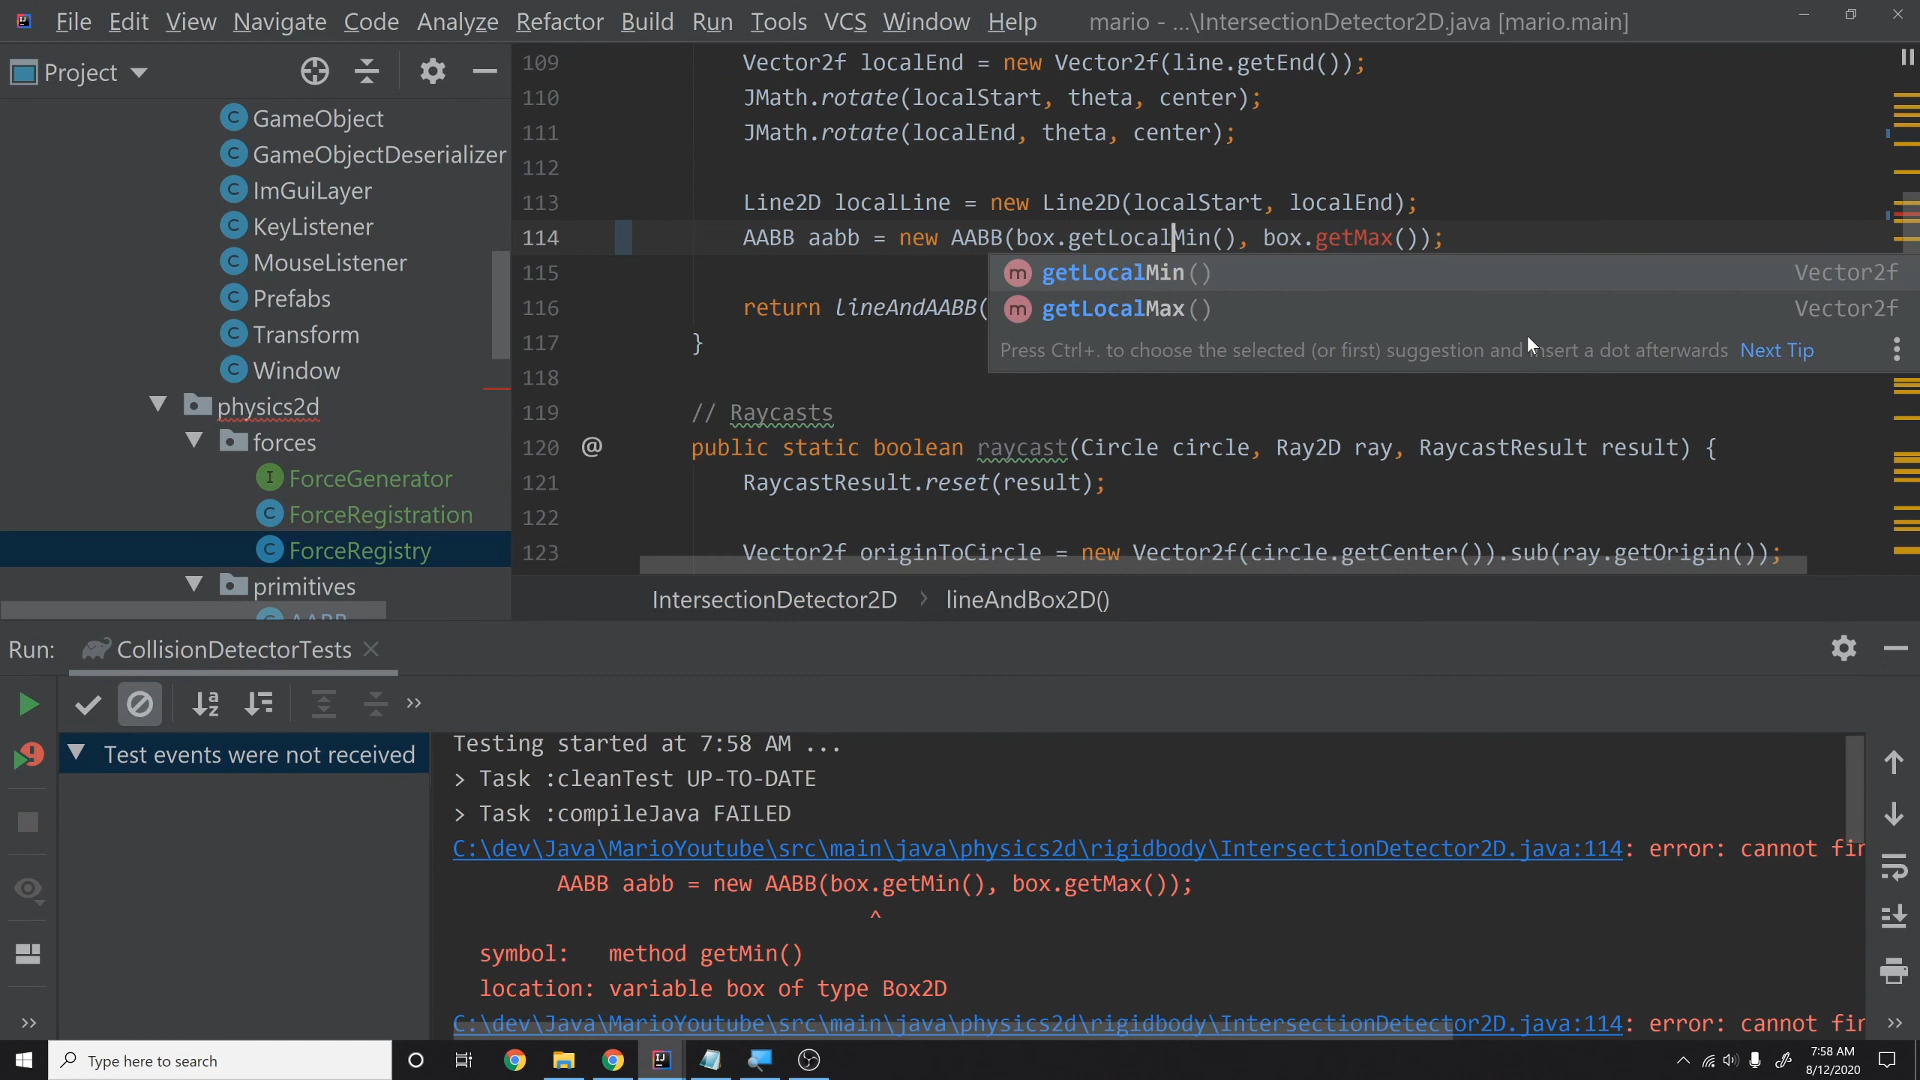 File Edit View Navigate Code Analyze Refactor Build Run Tools VCS Window Help mario - ...\IntersectionDetector2D.java [mario.main]
Project
GameObject
GameObjectDeserializer
ImGuiLayer
KeyListener
MouseListener
Prefabs
Transform
Window
physics2d
forces
ForceGenerator
ForceRegistration
ForceRegistry
primitives
AABB
109 Vector2f localEnd = new Vector2f(line.getEnd());
110 JMath.rotate(localStart, theta, center);
111 JMath.rotate(localEnd, theta, center);
112
113 Line2D localLine = new Line2D(localStart, localEnd);
114 AABB aabb = new AABB(box.getLocalMin(), box.getMax());
115
116 return lineAndAABB(
117 }
118
119 // Raycasts
120 @ public static boolean raycast(Circle circle, Ray2D ray, RaycastResult result) {
121 RaycastResult.reset(result);
122
123 Vector2f originToCircle = new Vector2f(circle.getCenter()).sub(ray.getOrigin());
m getLocalMin() Vector2f
m getLocalMax() Vector2f
Press Ctrl+. to choose the selected (or first) suggestion and insert a dot afterwards Next Tip
IntersectionDetector2D > lineAndBox2D()
Run: CollisionDetectorTests
Test events were not received
Testing started at 7:58 AM ...
> Task :cleanTest UP-TO-DATE
> Task :compileJava FAILED
C:\dev\Java\MarioYoutube\src\main\java\physics2d\rigidbody\IntersectionDetector2D.java:114: error: cannot fin
AABB aabb = new AABB(box.getMin(), box.getMax());
^
symbol: method getMin()
location: variable box of type Box2D
C:\dev\Java\MarioYoutube\src\main\java\physics2d\rigidbody\IntersectionDetector2D.java:114: error: cannot fin
Type here to search
7:58 AM
8/12/2020